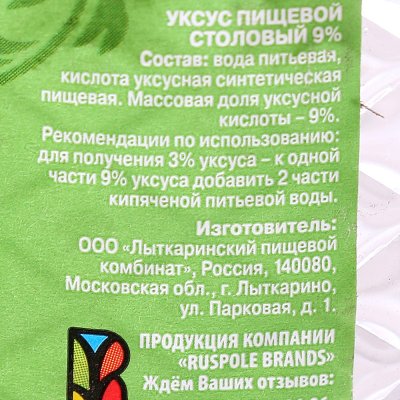 УКСУС ПИЩЕВОЙ
СТОЛОВЫЙ 9%
Состав: вода питьевая,
кислота уксусная синтетическая
пищевая. Массовая доля уксусной
кислоты – 9%.
Рекомендации по использованию:
для получения 3% уксуса – к одной
части 9% уксуса добавить 2 части
кипяченой питьевой воды.
Изготовитель:
ООО «Лыткаринский пищевой
комбинат», Россия, 140080,
Московская обл., г. Лыткарино,
ул. Парковая, д. 1.
ПРОДУКЦИЯ КОМПАНИИ
«RUSPOLE BRANDS»
Ждём Ваших отзывов: